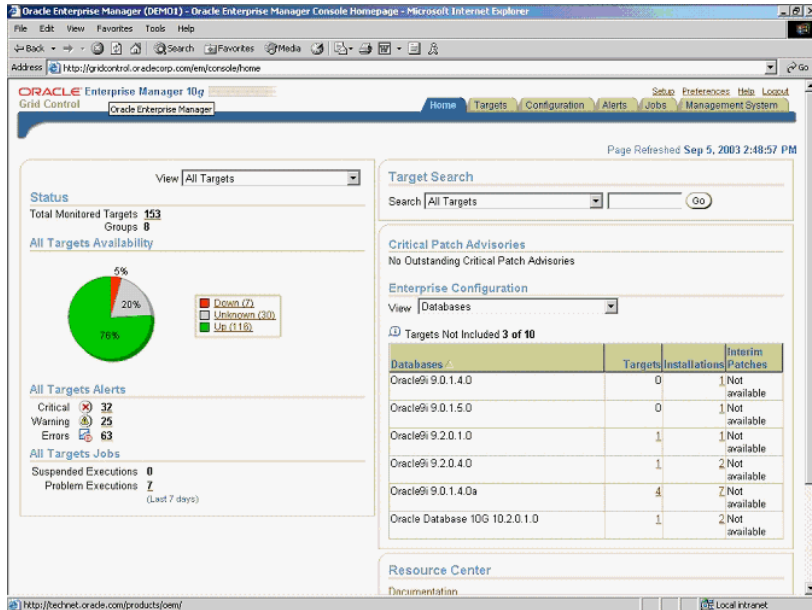 Oracle Enterprise Manager (DEMO1) - Oracle Enterprise Manager Console Homepage - Microsoft Internet Explorer
File Edit View Favorites Tools Help
Back Search Favorites Media
Address http://gridcontrol.oraclecorp.com/em/console/home Go
ORACLE Enterprise Manager 10g
Grid Control
Oracle Enterprise Manager
Setup Preferences Help Logout
Home Targets Configuration Alerts Jobs Management System
Page Refreshed Sep 5, 2003 2:48:57 PM
View All Targets
Status
Total Monitored Targets 153
Groups 8
All Targets Availability
5%
20%
76%
Down (7)
Unknown (30)
Up (116)
All Targets Alerts
Critical 32
Warning 25
Errors 63
All Targets Jobs
Suspended Executions 0
Problem Executions 7
(Last 7 days)
Target Search
Search All Targets Go
Critical Patch Advisories
No Outstanding Critical Patch Advisories
Enterprise Configuration
View Databases
Targets Not Included 3 of 10
Databases Targets Installations Interim Patches
Oracle9i 9.0.1.4.0 0 1 Not available
Oracle9i 9.0.1.5.0 0 1 Not available
Oracle9i 9.2.0.1.0 1 1 Not available
Oracle9i 9.2.0.4.0 1 2 Not available
Oracle9i 9.0.1.4.0a 4 7 Not available
Oracle Database 10G 10.2.0.1.0 1 2 Not available
Resource Center
Documentation
http://technet.oracle.com/products/oem/
Local intranet